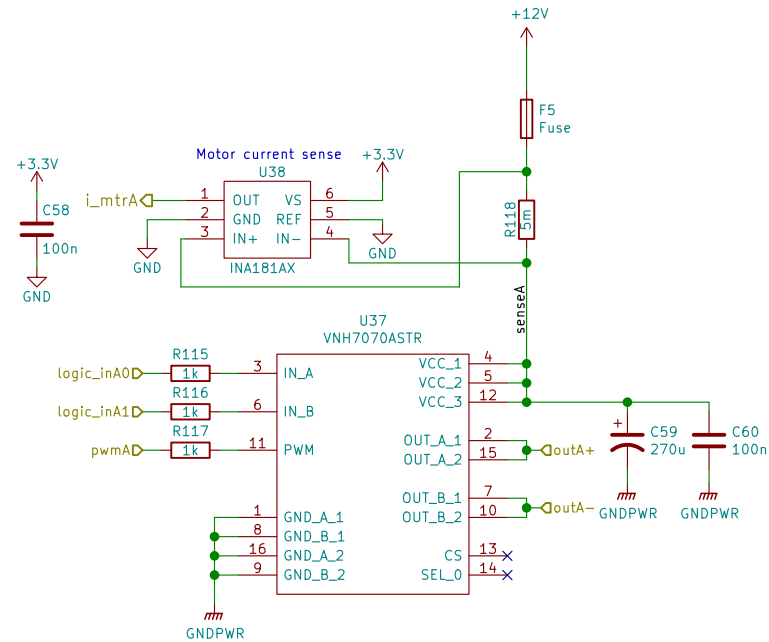 +12V
F5
Fuse
Motor current sense
+3.3V
+3.3V
U38
i_mtrA
1 OUT VS 6
2 GND REF 5
3 IN+ IN- 4
C58
100n
R118
5m
GND
GND
GND
INA181AX
senseA
U37
VNH7070ASTR
logic_inA0
R115
1k
3 IN_A
VCC_1 4
VCC_2 5
VCC_3 12
logic_inA1
R116
1k
6 IN_B
pwmA
R117
1k
11 PWM
OUT_A_1 2
OUT_A_2 15
outA+
+
C59
270u
C60
100n
OUT_B_1 7
OUT_B_2 10
outA-
GNDPWR
GNDPWR
1 GND_A_1
8 GND_B_1
16 GND_A_2
9 GND_B_2
CS 13
SEL_0 14
GNDPWR